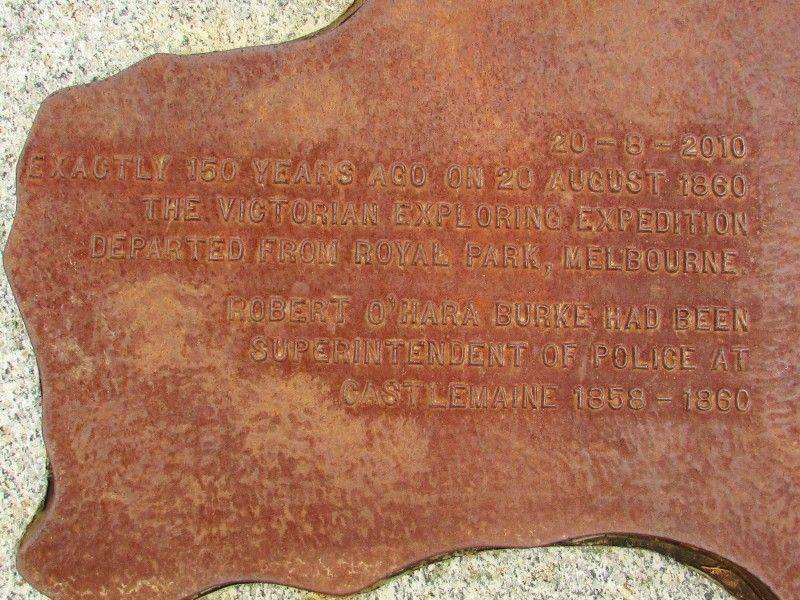 20-8-2010
EXACTLY 150 YEARS AGO ON 20 AUGUST 1860
THE VICTORIAN EXPLORING EXPEDITION
DEPARTED FROM ROYAL PARK, MELBOURNE
ROBERT O'HARA BURKE HAD BEEN
SUPERINTENDENT OF POLICE AT
CASTLEMAINE 1858-1860